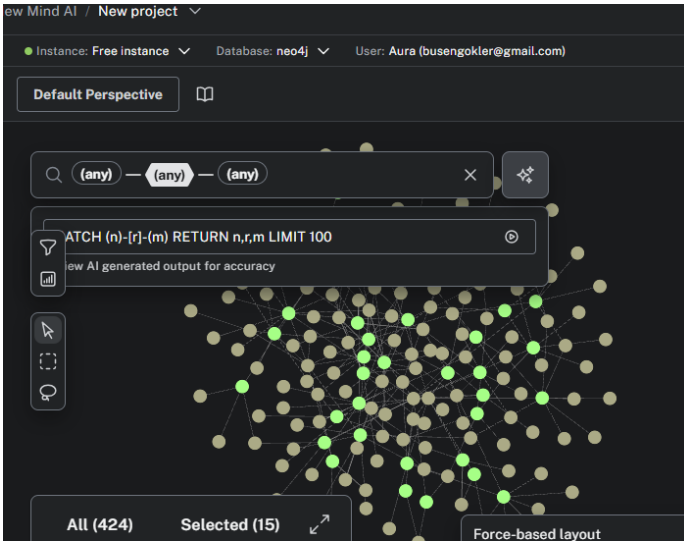 ew Mind AI / New project
Instance: Free instance Database: neo4j User: Aura (busengokler@gmail.com)
Default Perspective
(any) — (any) — (any)
ATCH (n)-[r]-(m) RETURN n,r,m LIMIT 100
iew AI generated output for accuracy
All (424) Selected (15)
Force-based layout